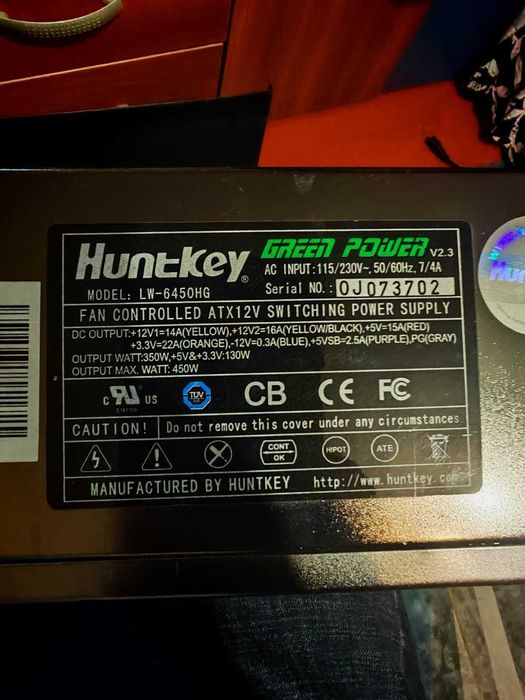 Huntkey® GREEN POWER V2.3
AC INPUT:115/230V~,50/60Hz,7/4A
MODEL: LW-6450HG Serial NO.: 0J073702
FAN CONTROLLED ATX12V SWITCHING POWER SUPPLY
DC OUTPUT:+12V1=14A(YELLOW),+12V2=16A(YELLOW/BLACK),+5V=15A(RED)
+3.3V=22A(ORANGE),-12V=0.3A(BLUE),+5VSB=2.5A(PURPLE),PG(GRAY)
OUTPUT WATT:350W,+5V&+3.3V:130W
OUTPUT MAX. WATT: 450W
c RU US TÜV CB CE FC
CAUTION! Do not remove this cover under any circumstances
CONT OK HIPOT ATE
MANUFACTURED BY HUNTKEY http://www.huntkey.com